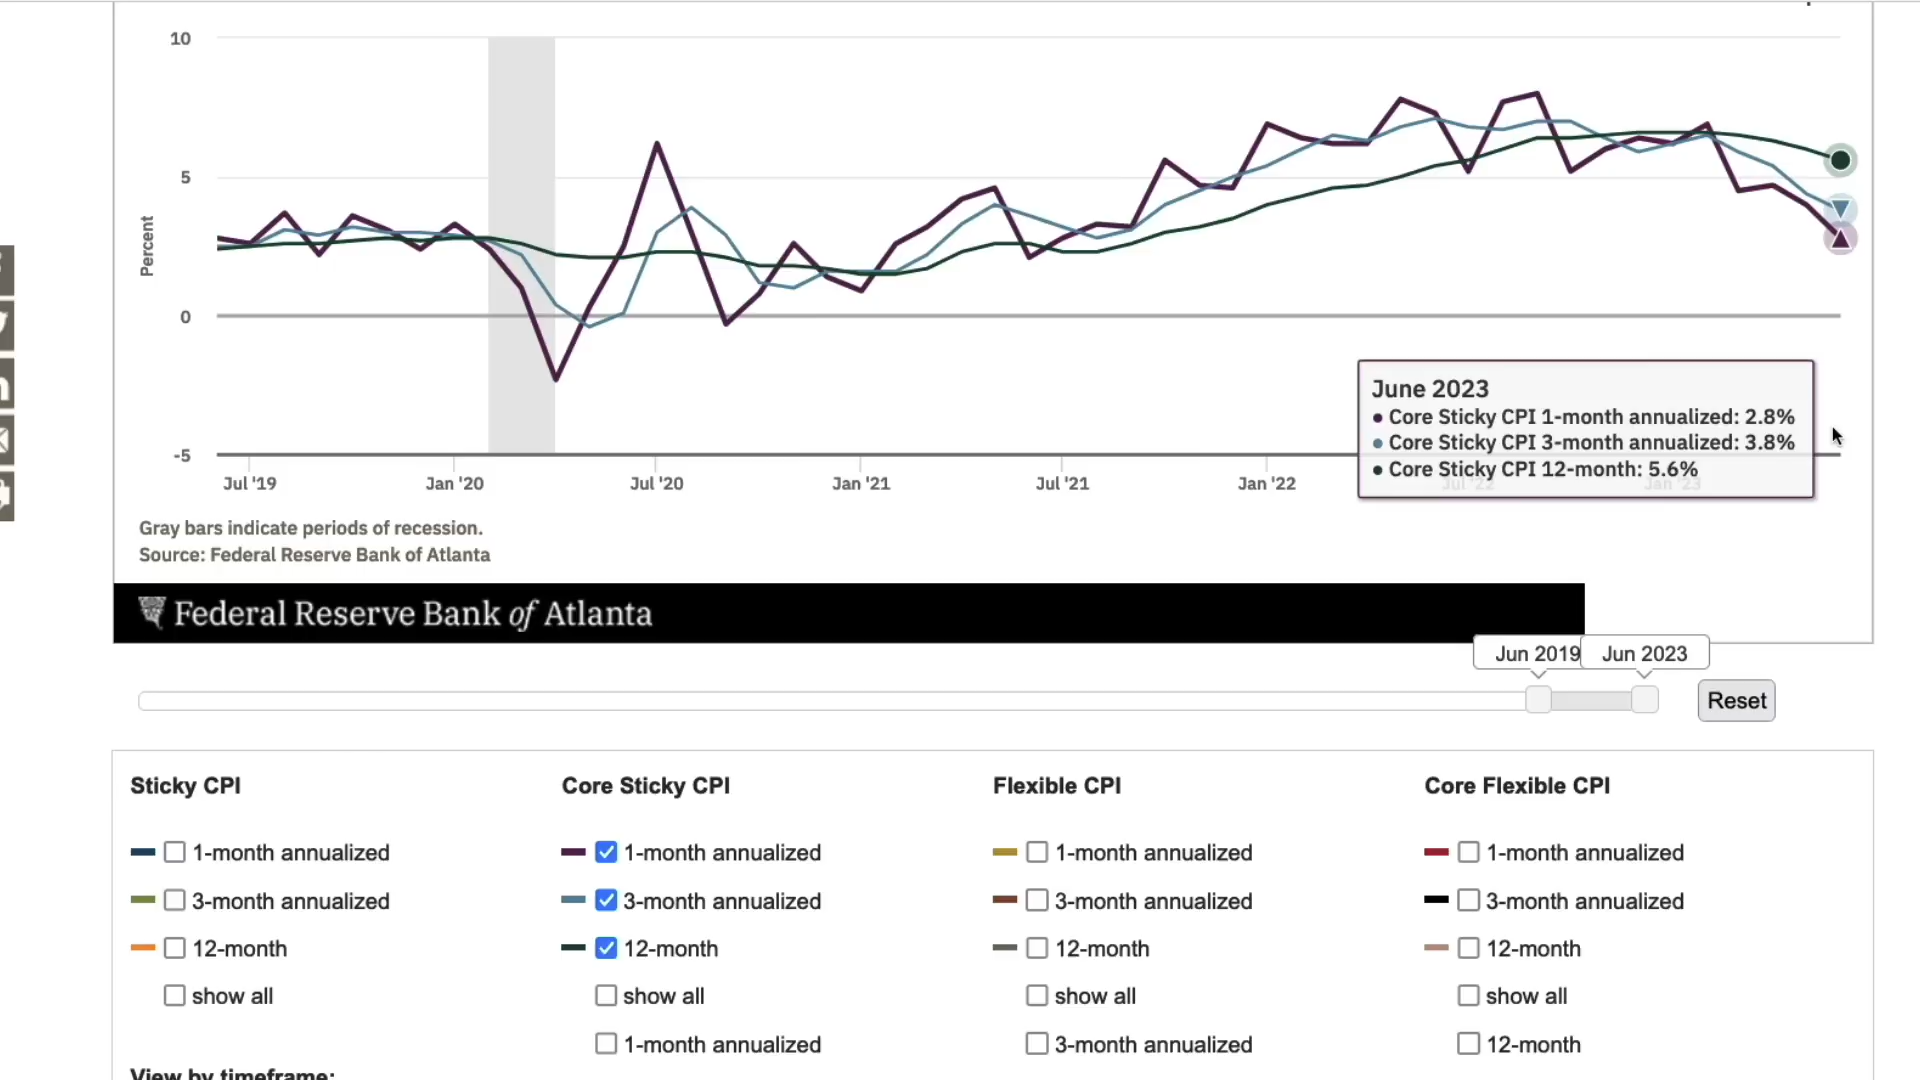 10
5
0
-5
Percent
Jul '19
Jan '20
Jul '20
Jan '21
Jul '21
Jan '22
Jul '22
Jan '23
June 2023
Core Sticky CPI 1-month annualized: 2.8%
Core Sticky CPI 3-month annualized: 3.8%
Core Sticky CPI 12-month: 5.6%
Gray bars indicate periods of recession.
Source: Federal Reserve Bank of Atlanta
Federal Reserve Bank of Atlanta
Jun 2019
Jun 2023
Reset
Sticky CPI
1-month annualized
3-month annualized
12-month
show all
Core Sticky CPI
1-month annualized
3-month annualized
12-month
show all
1-month annualized
Flexible CPI
1-month annualized
3-month annualized
12-month
show all
3-month annualized
Core Flexible CPI
1-month annualized
3-month annualized
12-month
show all
12-month
View by timeframe: